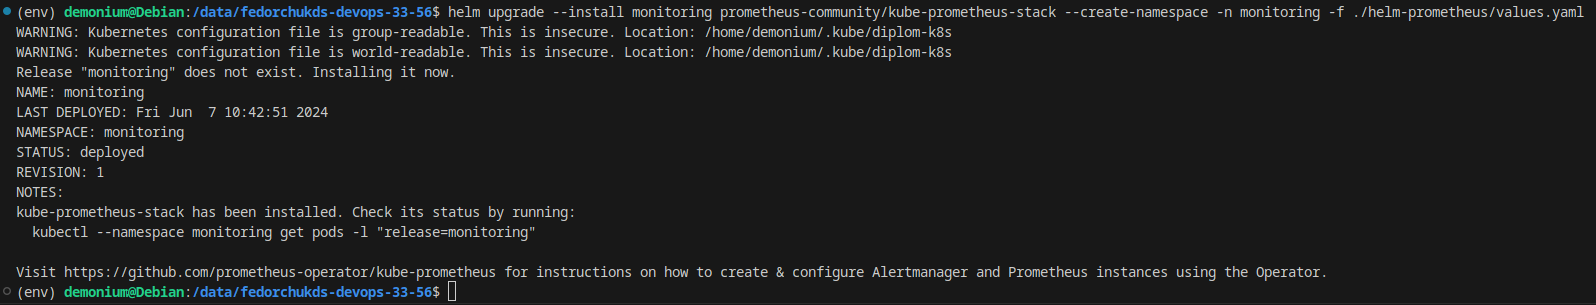 (env) demonium@Debian:/data/fedorchukds-devops-33-56$ helm upgrade --install monitoring prometheus-community/kube-prometheus-stack --create-namespace -n monitoring -f ./helm-prometheus/values.yaml
WARNING: Kubernetes configuration file is group-readable. This is insecure. Location: /home/demonium/.kube/diplom-k8s
WARNING: Kubernetes configuration file is world-readable. This is insecure. Location: /home/demonium/.kube/diplom-k8s
Release "monitoring" does not exist. Installing it now.
NAME: monitoring
LAST DEPLOYED: Fri Jun  7 10:42:51 2024
NAMESPACE: monitoring
STATUS: deployed
REVISION: 1
NOTES:
kube-prometheus-stack has been installed. Check its status by running:
  kubectl --namespace monitoring get pods -l "release=monitoring"

Visit https://github.com/prometheus-operator/kube-prometheus for instructions on how to create & configure Alertmanager and Prometheus instances using the Operator.
(env) demonium@Debian:/data/fedorchukds-devops-33-56$